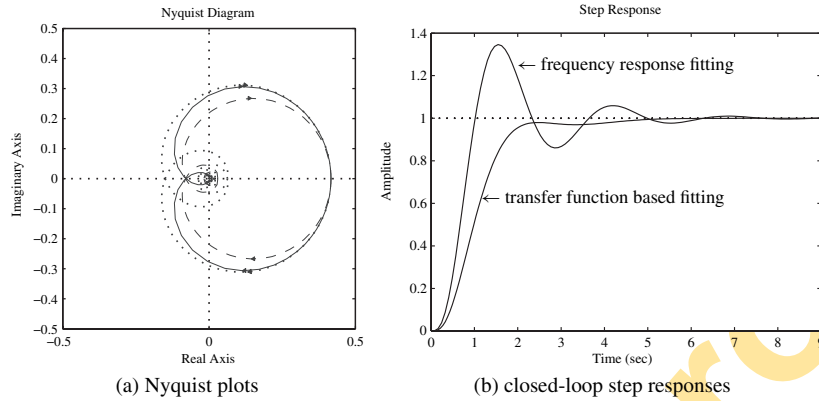 Nyquist Diagram
0.5
0.4
0.3
0.2
0.1
0
−0.1
−0.2
−0.3
−0.4
−0.5
Imaginary Axis
−0.5
0
0.5
Real Axis
(a) Nyquist plots
Step Response
1.4
1.2
1
0.8
0.6
0.4
0.2
0
Amplitude
← frequency response fitting
← transfer function based fitting
0 1 2 3 4 5 6 7 8 9
Time (sec)
(b) closed-loop step responses